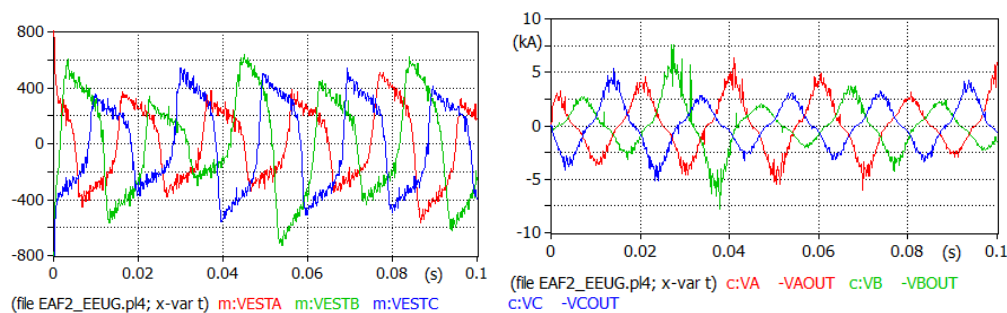 800
400
0
-400
-800
0 0.02 0.04 0.06 0.08 (s) 0.1
(file EAF2_EEUG.pl4; x-var t) m:VESTA m:VESTB m:VESTC
10
(kA)
5
0
-5
-10
0 0.02 0.04 0.06 0.08 (s) 0.1
(file EAF2_EEUG.pl4; x-var t) c:VA -VAOUT c:VB -VBOUT
c:VC -VCOUT